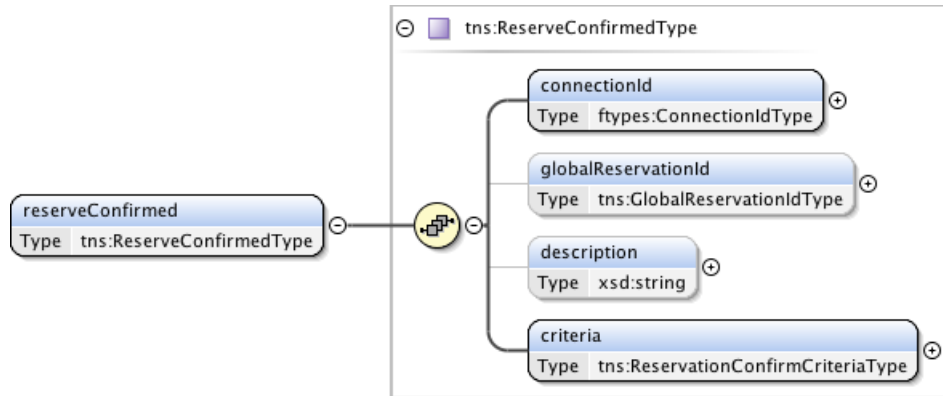 tns:ReserveConfirmedType
connectionId
Type ftypes:ConnectionIdType
globalReservationId
Type tns:GlobalReservationIdType
reserveConfirmed
Type tns:ReserveConfirmedType
description
Type xsd:string
criteria
Type tns:ReservationConfirmCriteriaType